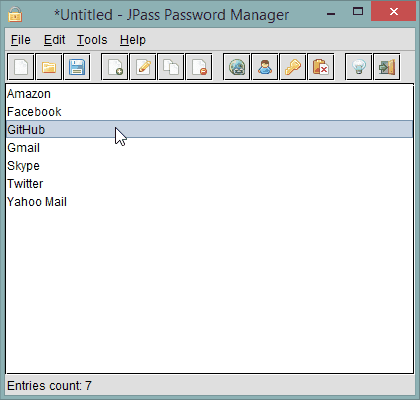 *Untitled - JPass Password Manager
File Edit Tools Help
Amazon
Facebook
GitHub
Gmail
Skype
Twitter
Yahoo Mail
Entries count: 7